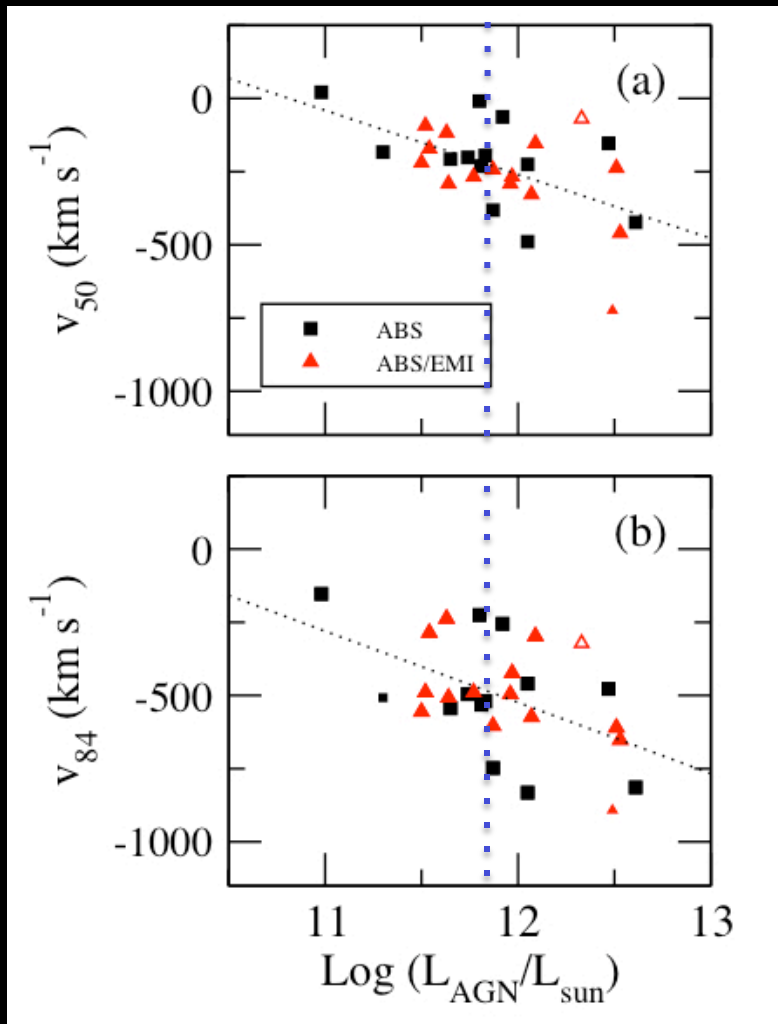 (a)
0
-500
-1000
v50 (km s-1)
ABS
ABS/EMI
(b)
0
-500
-1000
v84 (km s-1)
11 12 13
Log (LAGN/Lsun)